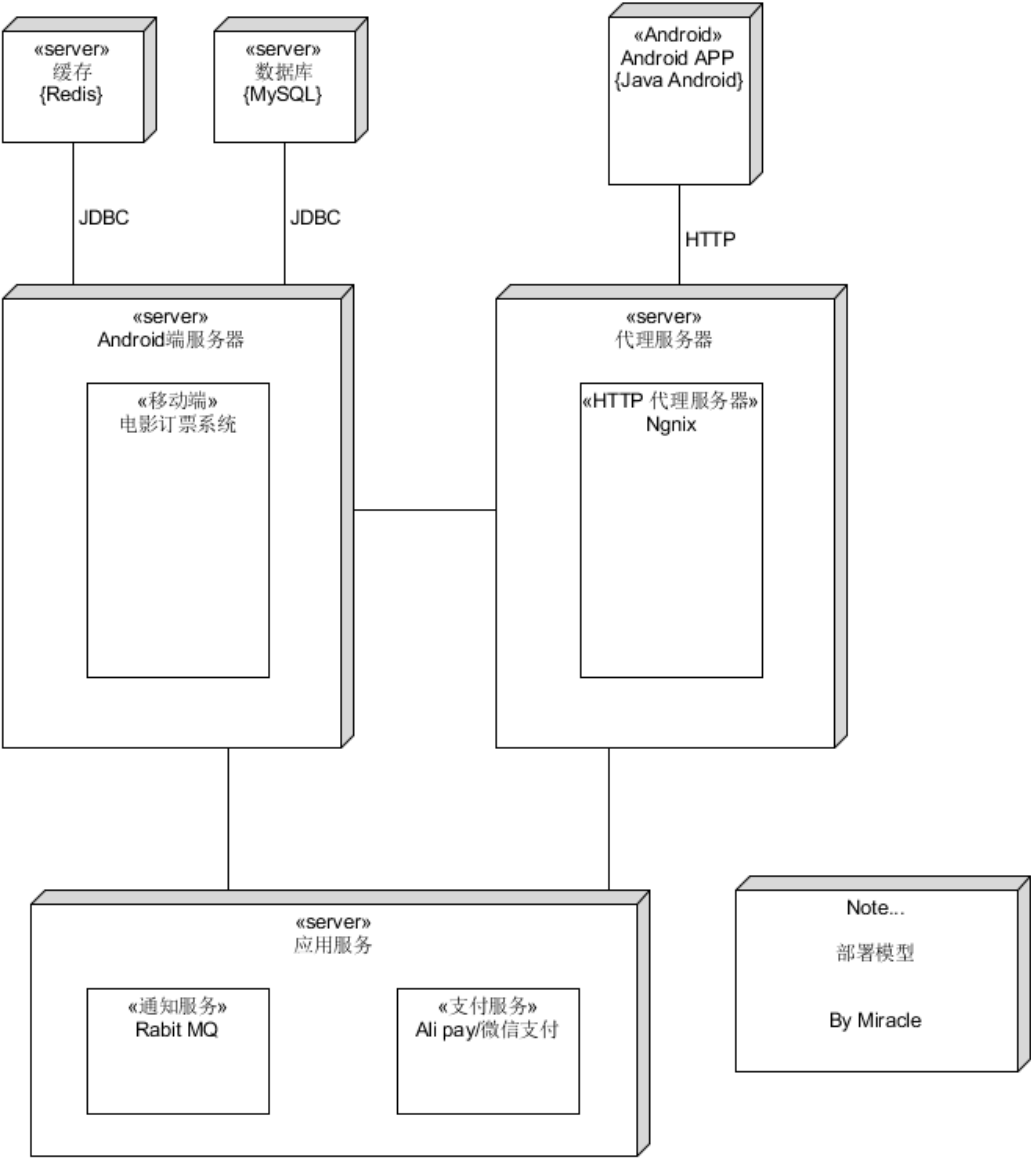 «server»
缓存
{Redis}
«server»
数据库
{MySQL}
«Android»
Android APP
{Java Android}
JDBC
JDBC
HTTP
«server»
Android端服务器
«移动端»
电影订票系统
«server»
代理服务器
«HTTP 代理服务器»
Ngnix
«server»
应用服务
«通知服务»
Rabit MQ
«支付服务»
Ali pay/微信支付
Note...
部署模型
By Miracle